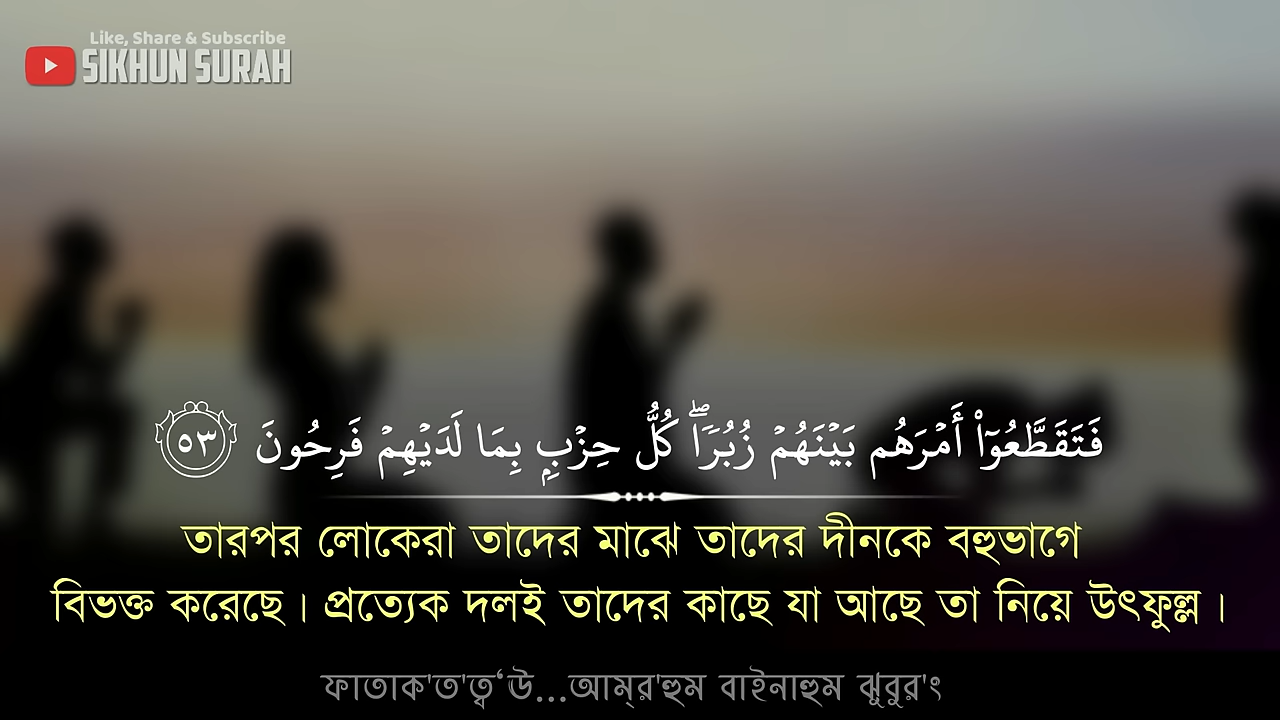 Like, Share & Subscribe
SIKHUN SURAH
فَتَقَطَّعُوٓا۟ أَمۡرَهُم بَيۡنَهُمۡ زُبُرٗاۖ كُلُّ حِزۡبِۭ بِمَا لَدَيۡهِمۡ فَرِحُونَ ٥٣
তারপর লোকেরা তাদের মাঝে তাদের দীনকে বহুভাগে
বিভক্ত করেছে। প্রত্যেক দলই তাদের কাছে যা আছে তা নিয়ে উৎফুল্ল।
ফাতাক'ত'ত্ব‘ঊ...আম্র'হুম বাইনাহুম ঝুবুর'ং